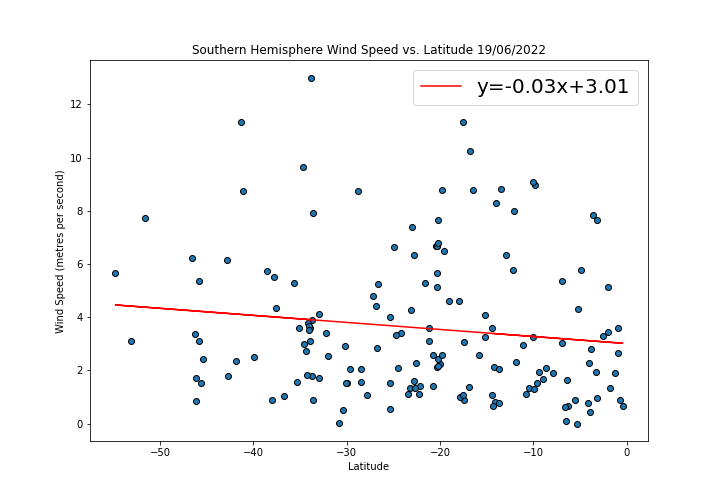 Southern Hemisphere Wind Speed vs. Latitude 19/06/2022
y=-0.03x+3.01
12
10
8
6
4
2
0
Wind Speed (metres per second)
−50 −40 −30 −20 −10 0
Latitude